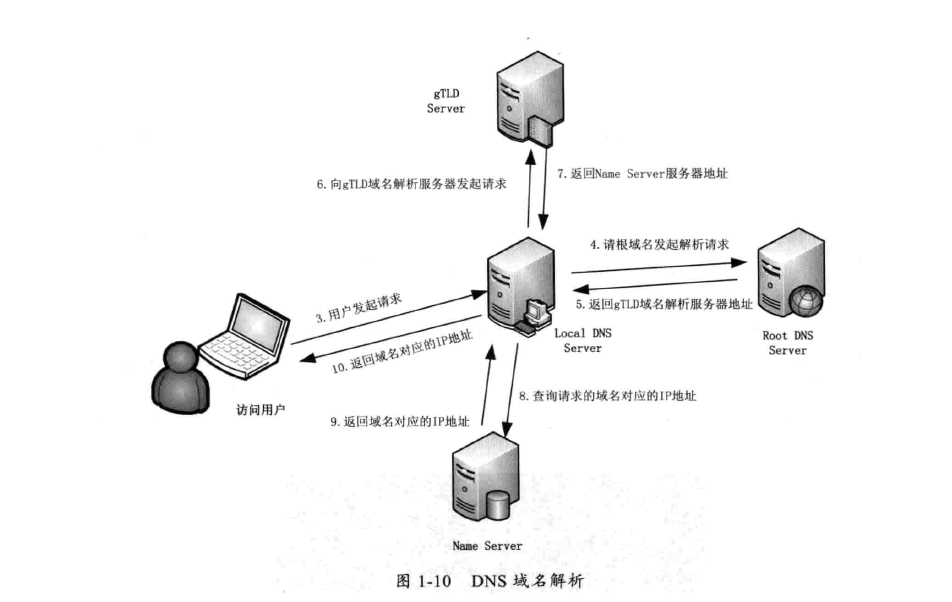 gTLD
Server
6.向gTLD域名解析服务器发起请求
7.返回Name Server服务器地址
4.请根域名发起解析请求
3.用户发起请求
5.返回gTLD域名解析服务器地址
Local DNS
Server
Root DNS
Server
10.返回域名对应的IP地址
访问用户
8.查询请求的域名对应的IP地址
9.返回域名对应的IP地址
Name Server
图 1-10 DNS 域名解析